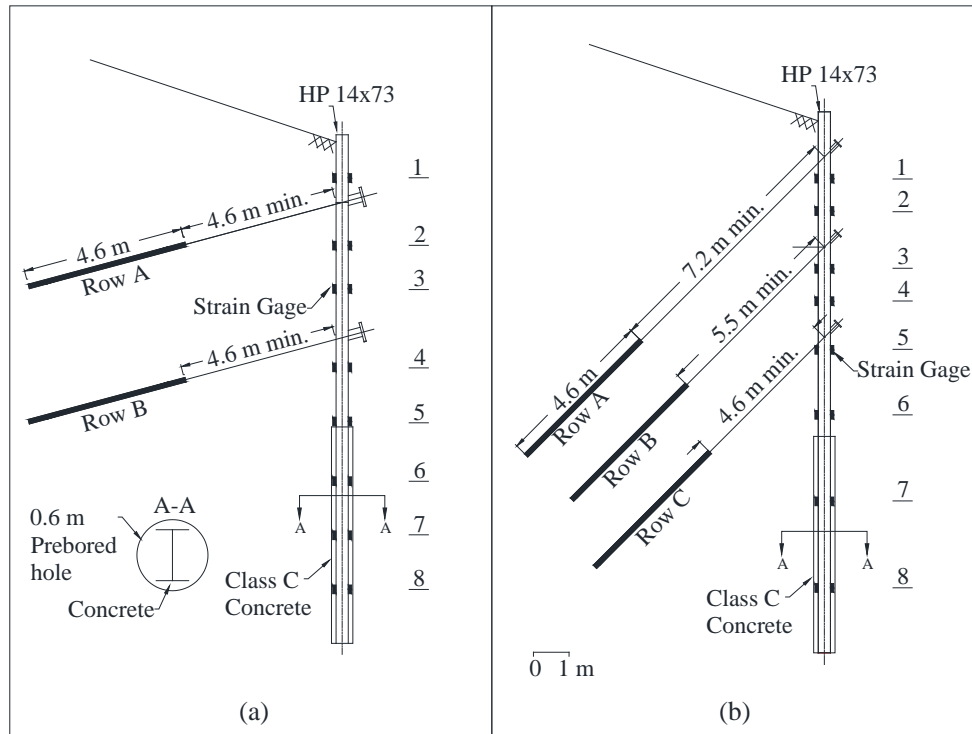 HP 14x73
1
4.6 m min.
4.6 m
2
Row A
3
Strain Gage
4.6 m min.
4
Row B
5
6
A-A
0.6 m
Prebored
hole
A
A
7
Class C
Concrete
8
Concrete
(a)
HP 14x73
1
2
7.2 m min.
3
4
5.5 m min.
5
Strain Gage
4.6 m
Row A
4.6 m min.
6
Row B
7
Row C
A
A
8
Class C
Concrete
0 1 m
(b)